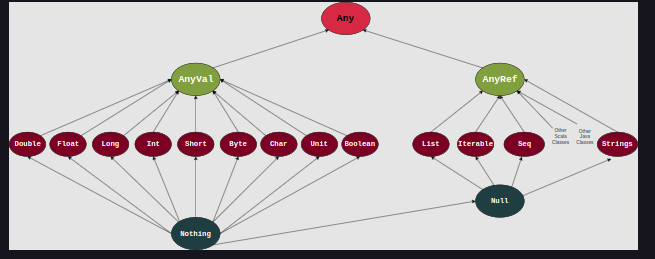 Any
AnyVal
AnyRef
Double
Float
Long
Int
Short
Byte
Char
Unit
Boolean
List
Iterable
Seq
Other
Scala
Classes
Other
Java
Classes
Strings
Null
Nothing